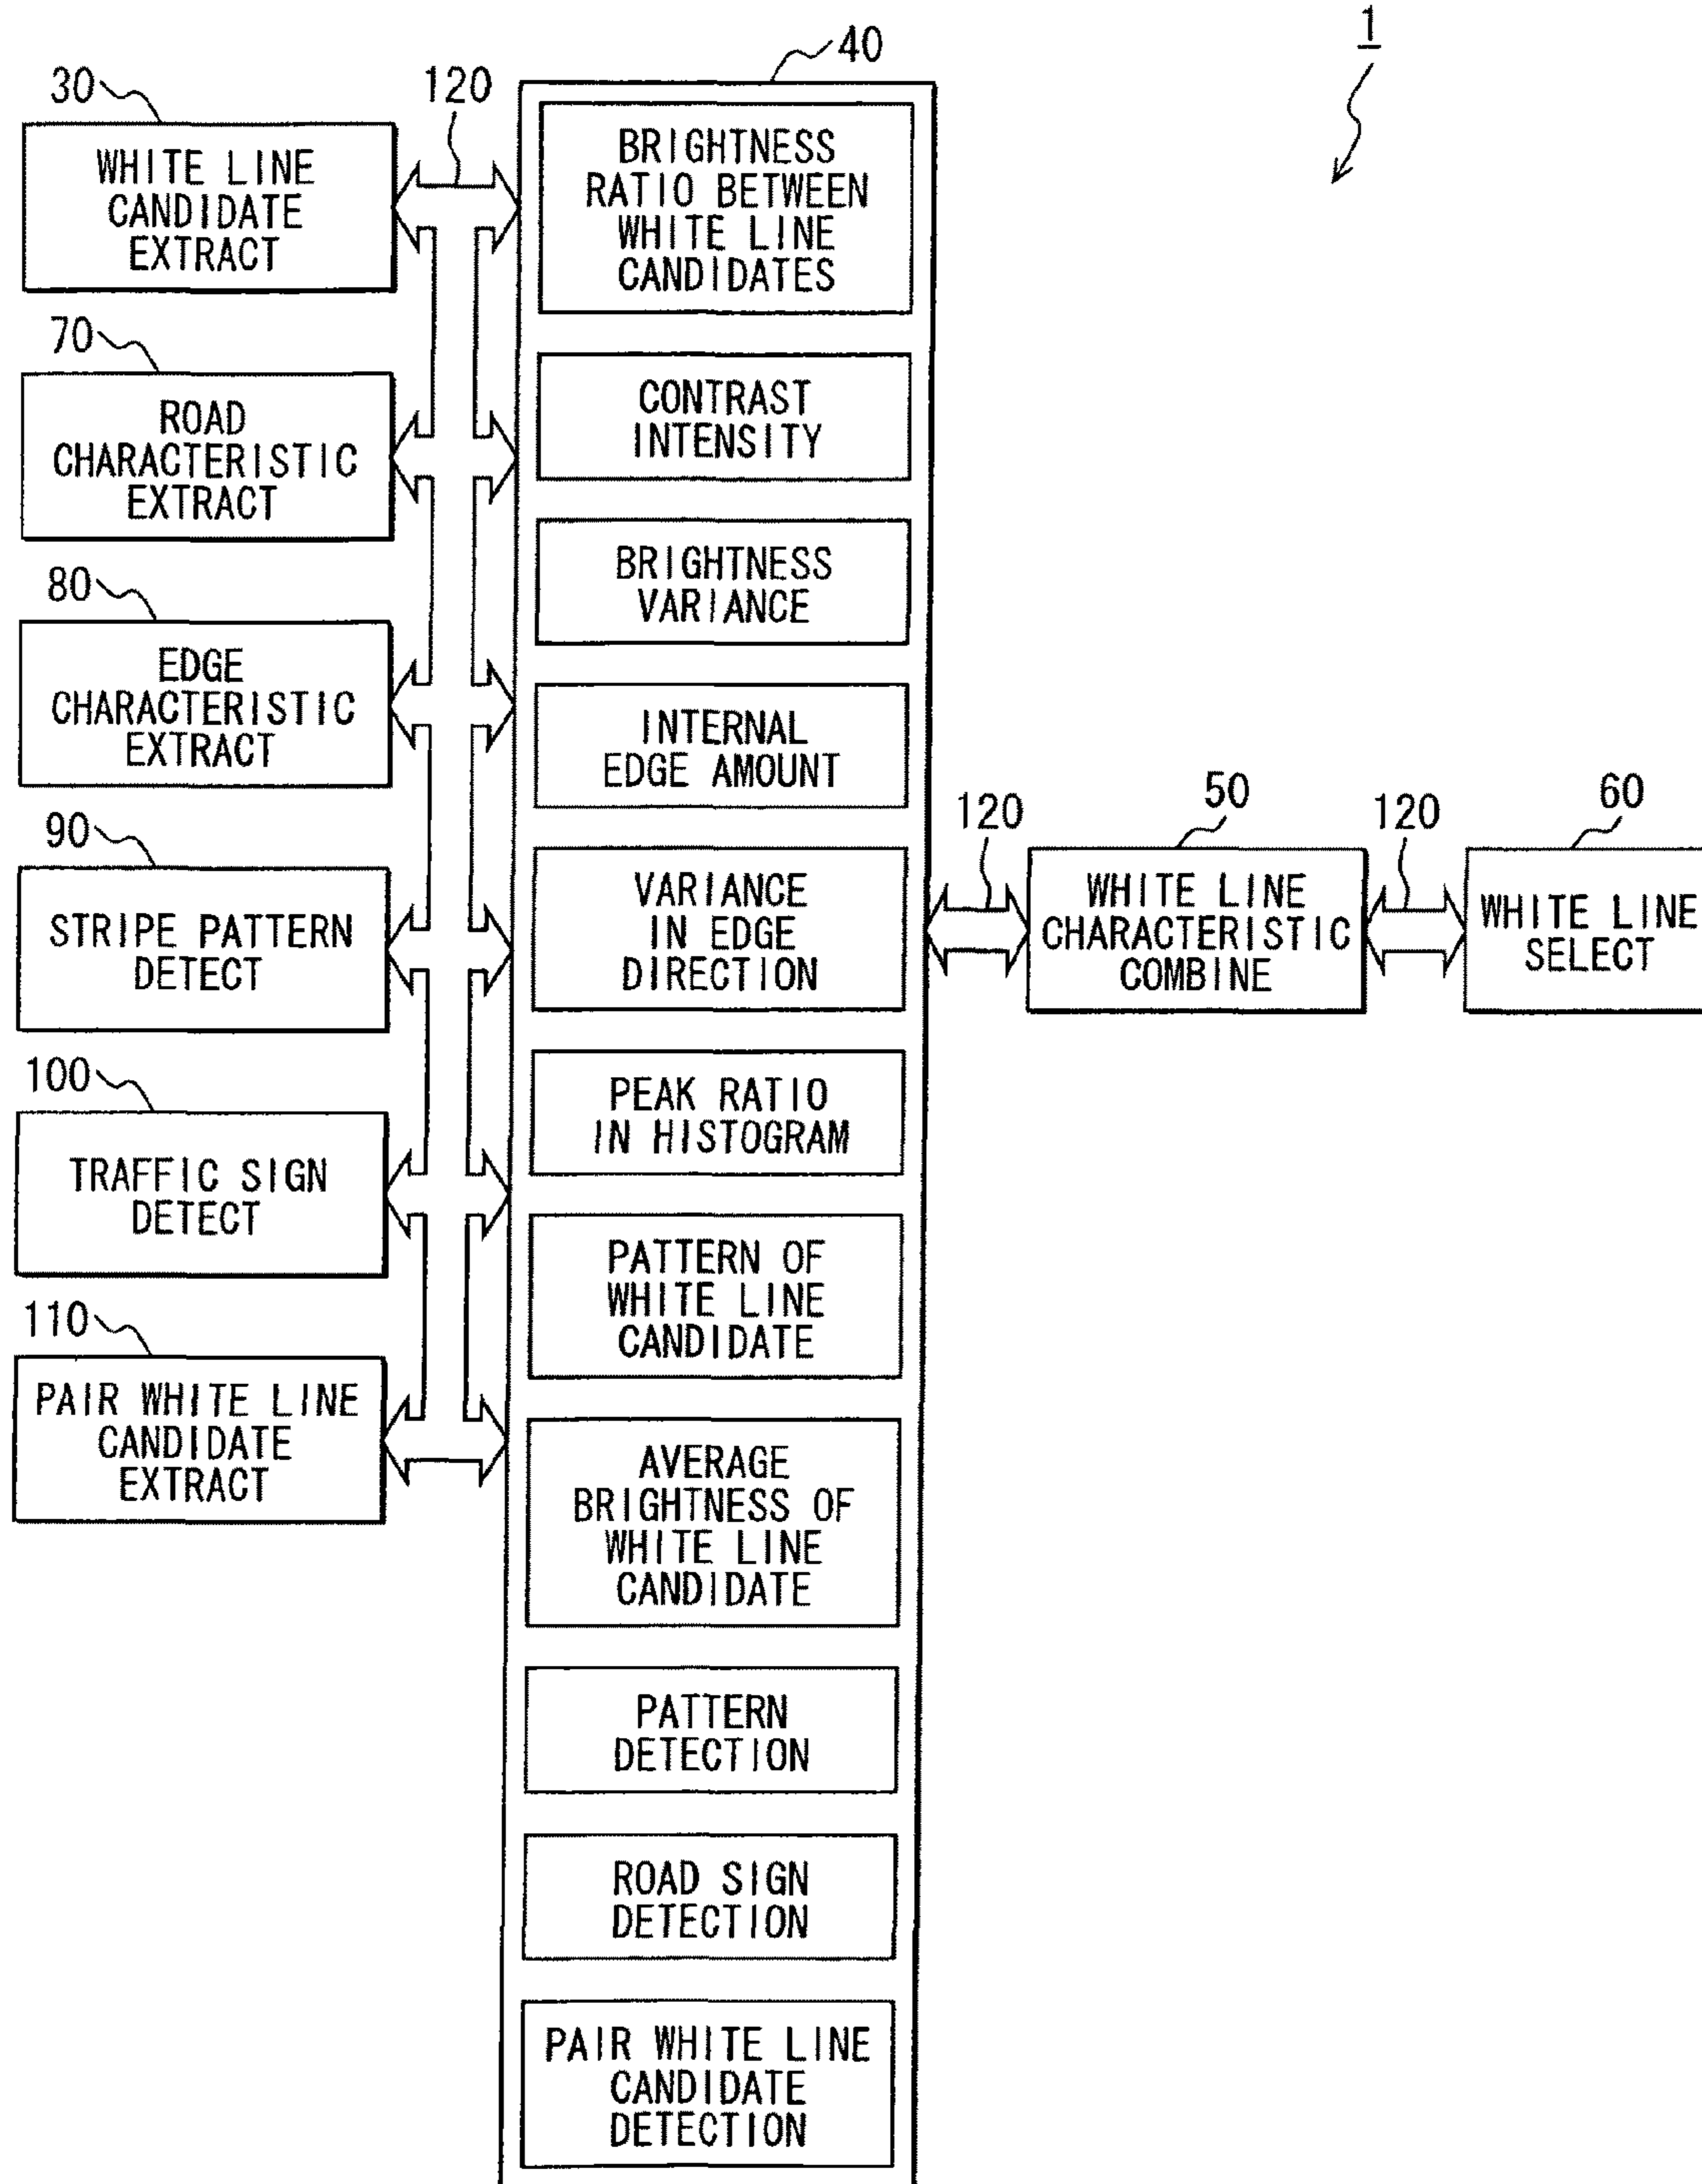 1
40
30
120
WHITE LINE
CANDIDATE
EXTRACT
70
ROAD
CHARACTERISTIC
EXTRACT
80
EDGE
CHARACTERISTIC
EXTRACT
90
STRIPE PATTERN
DETECT
100
TRAFFIC SIGN
DETECT
110
PAIR WHITE LINE
CANDIDATE
EXTRACT
BRIGHTNESS
RATIO BETWEEN
WHITE LINE
CANDIDATES
CONTRAST
INTENSITY
BRIGHTNESS
VARIANCE
INTERNAL
EDGE AMOUNT
VARIANCE
IN EDGE
DIRECTION
PEAK RATIO
IN HISTOGRAM
PATTERN OF
WHITE LINE
CANDIDATE
AVERAGE
BRIGHTNESS OF
WHITE LINE
CANDIDATE
PATTERN
DETECTION
ROAD SIGN
DETECTION
PAIR WHITE LINE
CANDIDATE
DETECTION
120
50
WHITE LINE
CHARACTERISTIC
COMBINE
120
60
WHITE LINE
SELECT